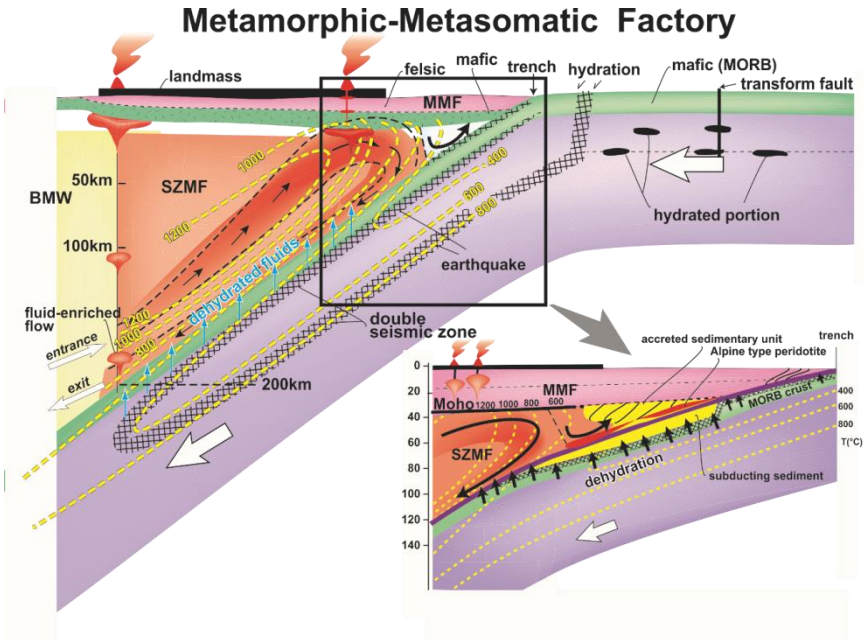 Metamorphic-Metasomatic Factory
landmass
felsic
mafic
trench
hydration
mafic (MORB)
transform fault
MMF
1000
400
600
800
50km
BMW
SZMF
1200
hydrated portion
100km
earthquake
dehydrated fluids
fluid-enriched
flow
double
seismic zone
1200
1000
800
entrance
exit
200km
accreted sedimentary unit
Alpine type peridotite
trench
0
20
40
60
80
100
120
140
MMF
Moho
1200
1000
800
600
MORB crust
400
600
800
T(°C)
SZMF
dehydration
subducting sediment